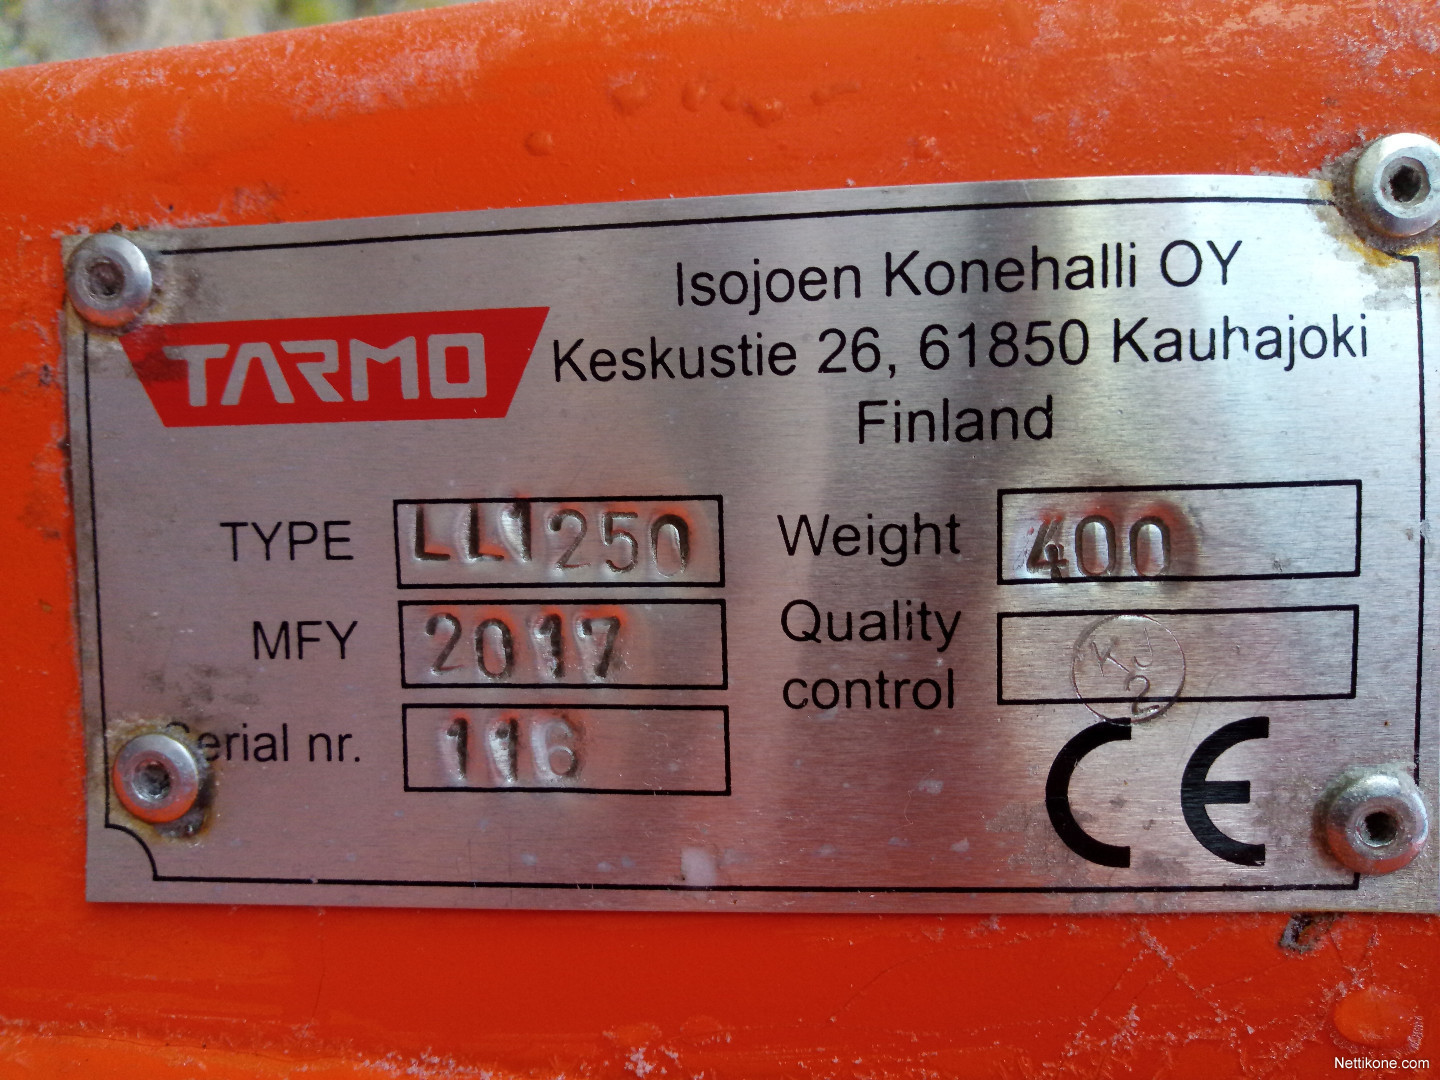 TARMO
Isojoen Konehalli OY
Keskustie 26, 61850 Kauhajoki
Finland
TYPE LL1250
MFY 2017
Serial nr. 116
Weight 400
Quality
control
KJ
2
CE
Nettikone.com